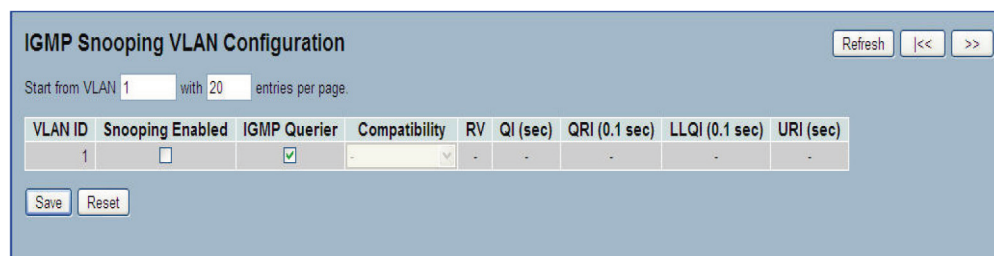 IGMP Snooping VLAN Configuration
Refresh |<< >>
Start from VLAN 1 with 20 entries per page.
VLAN ID Snooping Enabled IGMP Querier Compatibility RV QI (sec) QRI (0.1 sec) LLQI (0.1 sec) URI (sec)
1 - - - - - -
Save Reset